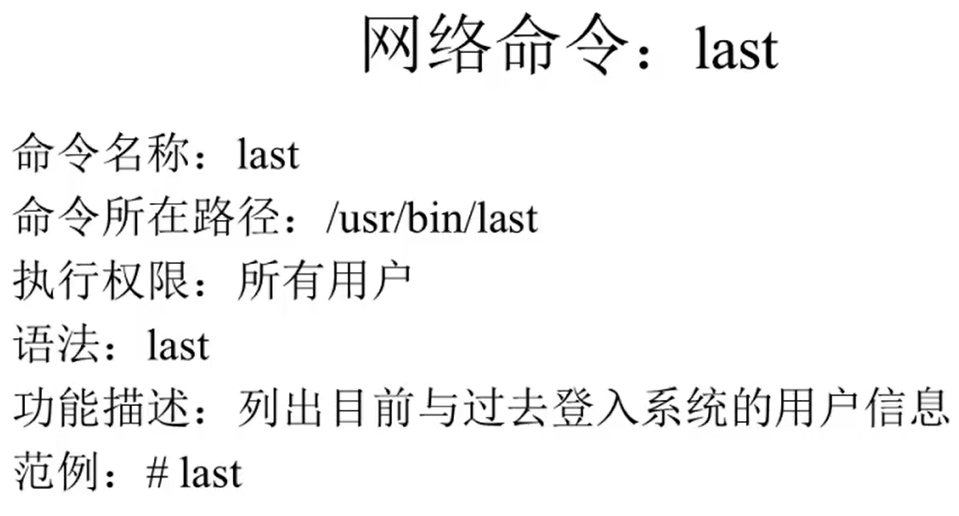 网络命令：last
命令名称：last
命令所在路径：/usr/bin/last
执行权限：所有用户
语法：last
功能描述：列出目前与过去登入系统的用户信息
范例：# last